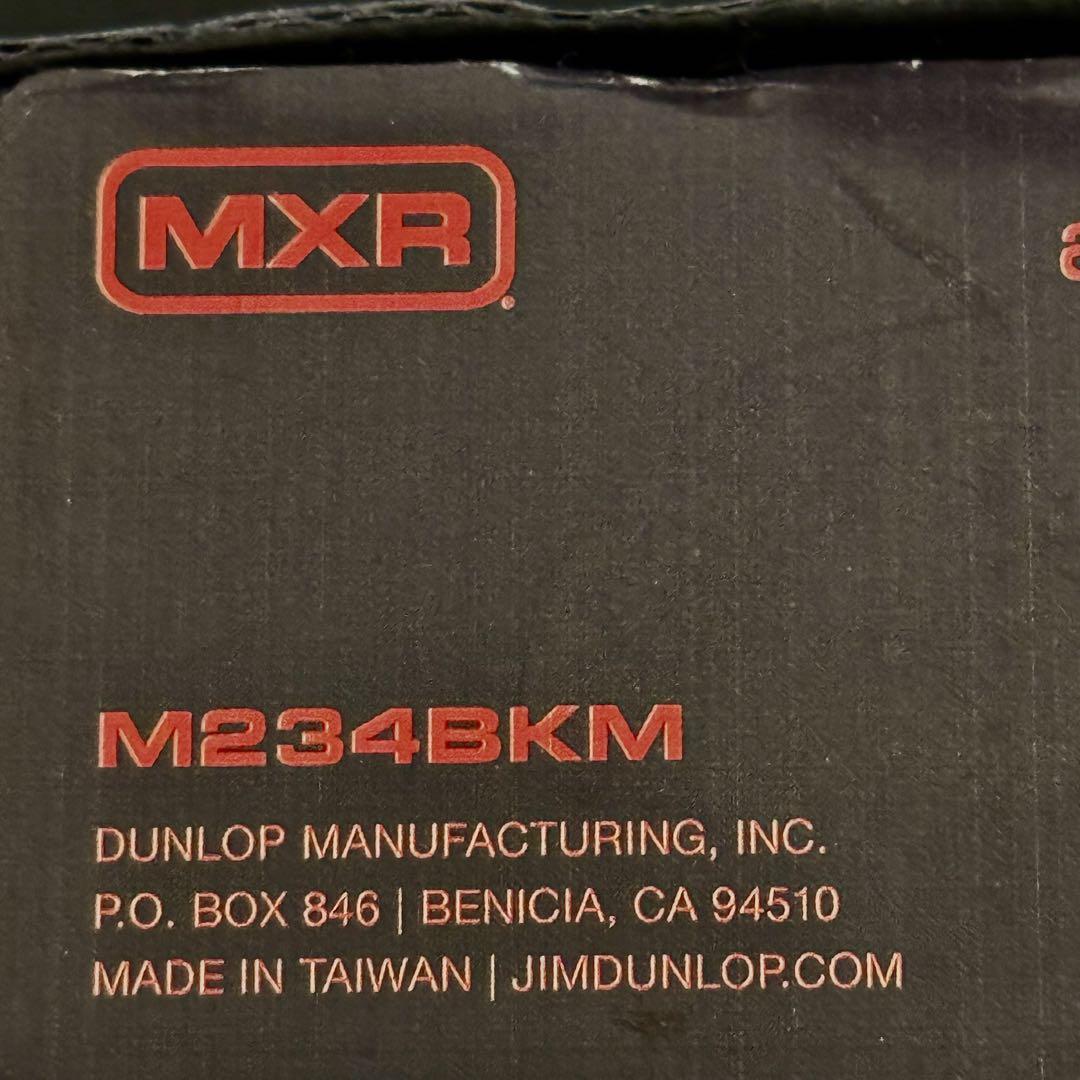 MXR®
M234BKM
DUNLOP MANUFACTURING, INC.
P.O. BOX 846 | BENICIA, CA 94510
MADE IN TAIWAN | JIMDUNLOP.COM